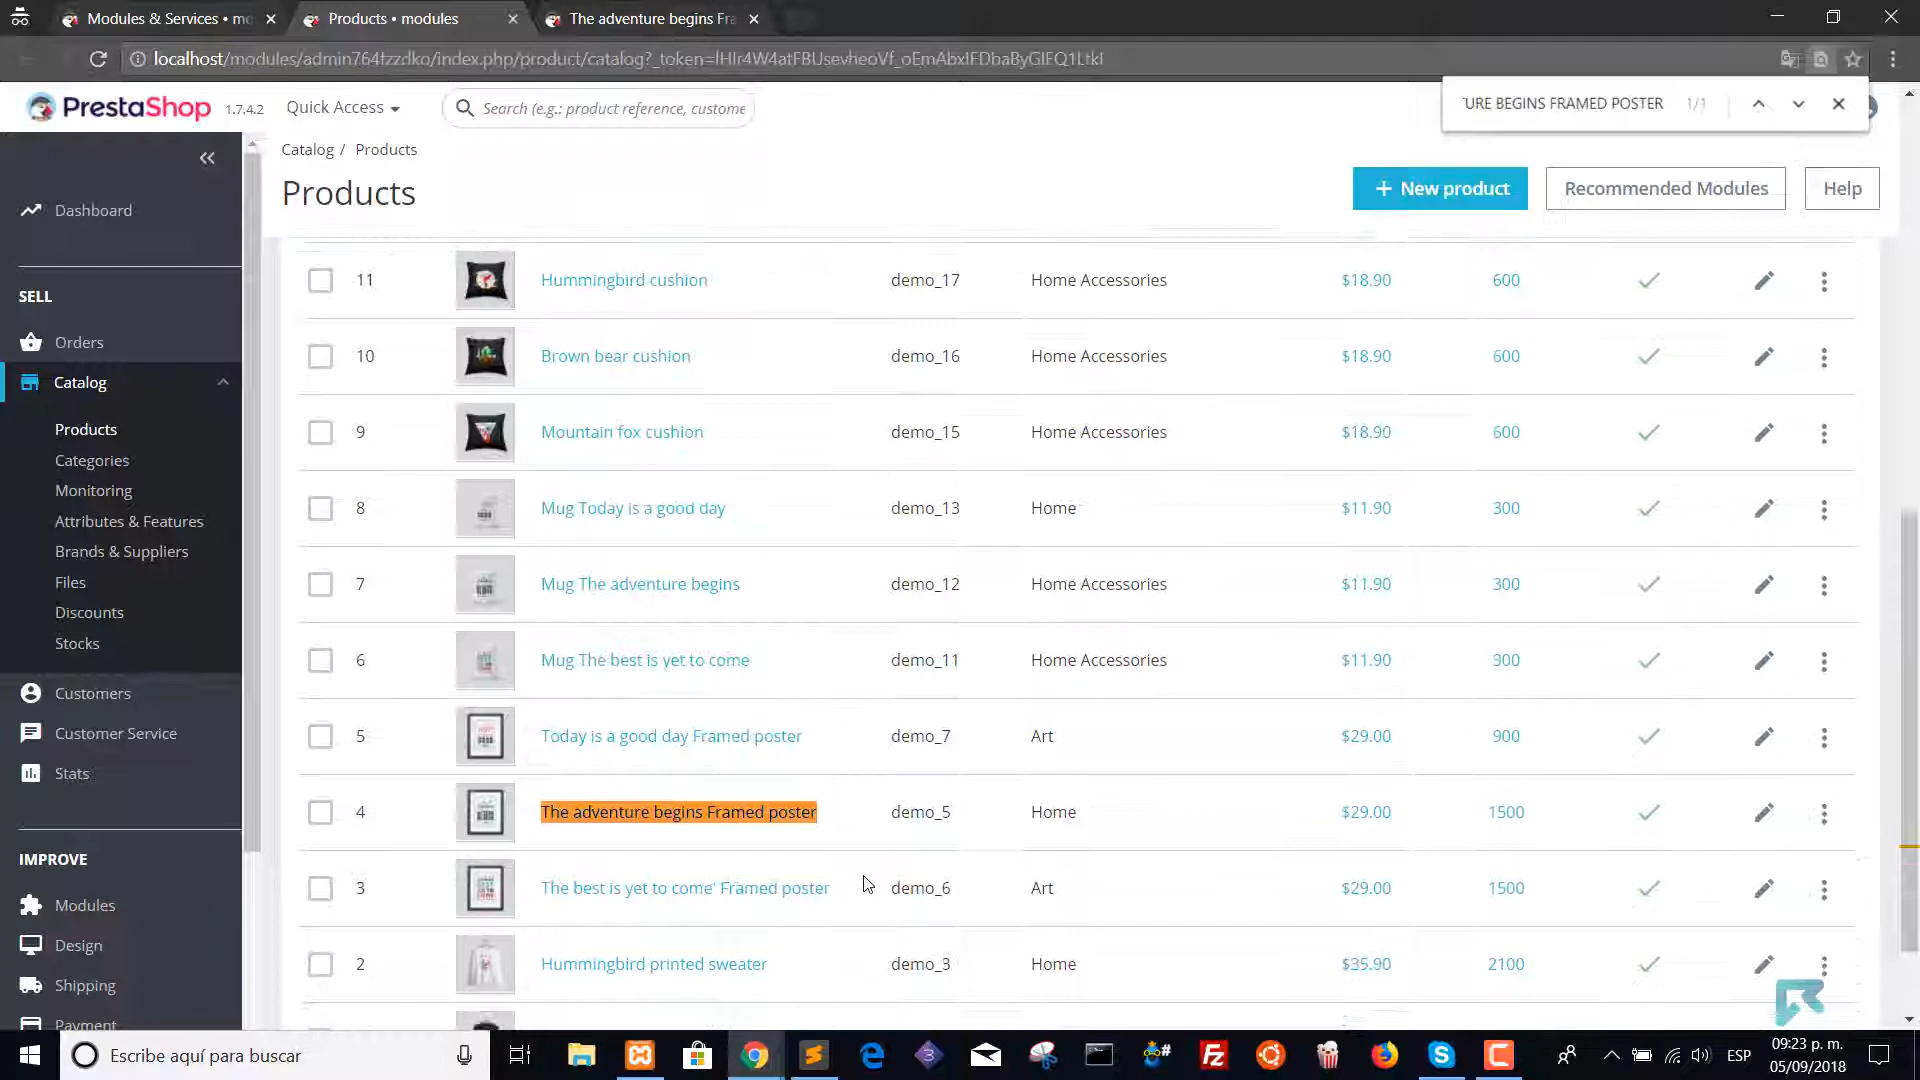 Modules & Services • mo
Products • modules
The adventure begins Fra
localhost/modules/admin764fzzdko/index.php/product/catalog?_token=
URE BEGINS FRAMED POSTER 1/1
PrestaShop 1.7.4.2
Quick Access
Search (e.g.: product reference, custome
Catalog / Products
Products
+ New product
Recommended Modules
Help
Dashboard
SELL
Orders
Catalog
Products
Categories
Monitoring
Attributes & Features
Brands & Suppliers
Files
Discounts
Stocks
Customers
Customer Service
Stats
IMPROVE
Modules
Design
Shipping
Payment
11 Hummingbird cushion demo_17 Home Accessories $18.90 600
10 Brown bear cushion demo_16 Home Accessories $18.90 600
9 Mountain fox cushion demo_15 Home Accessories $18.90 600
8 Mug Today is a good day demo_13 Home $11.90 300
7 Mug The adventure begins demo_12 Home Accessories $11.90 300
6 Mug The best is yet to come demo_11 Home Accessories $11.90 300
5 Today is a good day Framed poster demo_7 Art $29.00 900
4 The adventure begins Framed poster demo_5 Home $29.00 1500
3 The best is yet to come' Framed poster demo_6 Art $29.00 1500
2 Hummingbird printed sweater demo_3 Home $35.90 2100
Escribe aquí para buscar
ESP
09:23 p. m.
05/09/2018